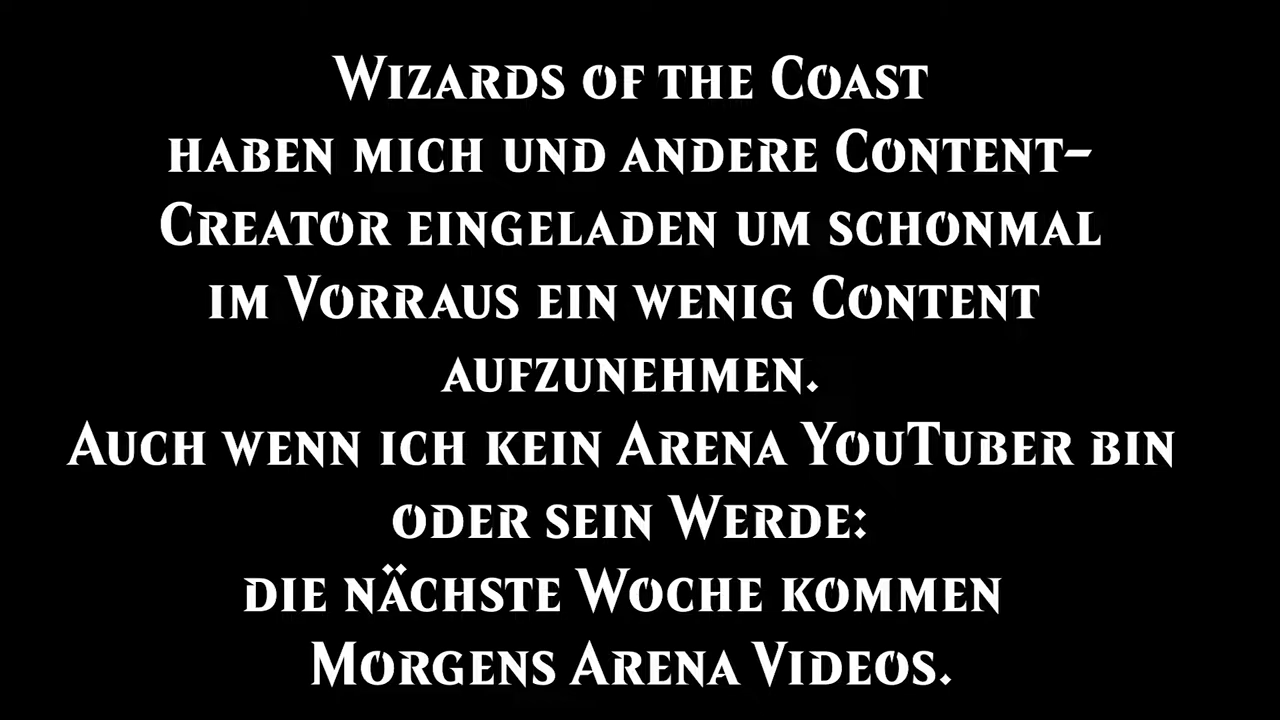 Wizards of the Coast
haben mich und andere Content-
Creator eingeladen um schonmal
im Vorraus ein wenig Content
aufzunehmen.
Auch wenn ich kein Arena YouTuber bin
oder sein Werde:
die nächste Woche kommen
Morgens Arena Videos.